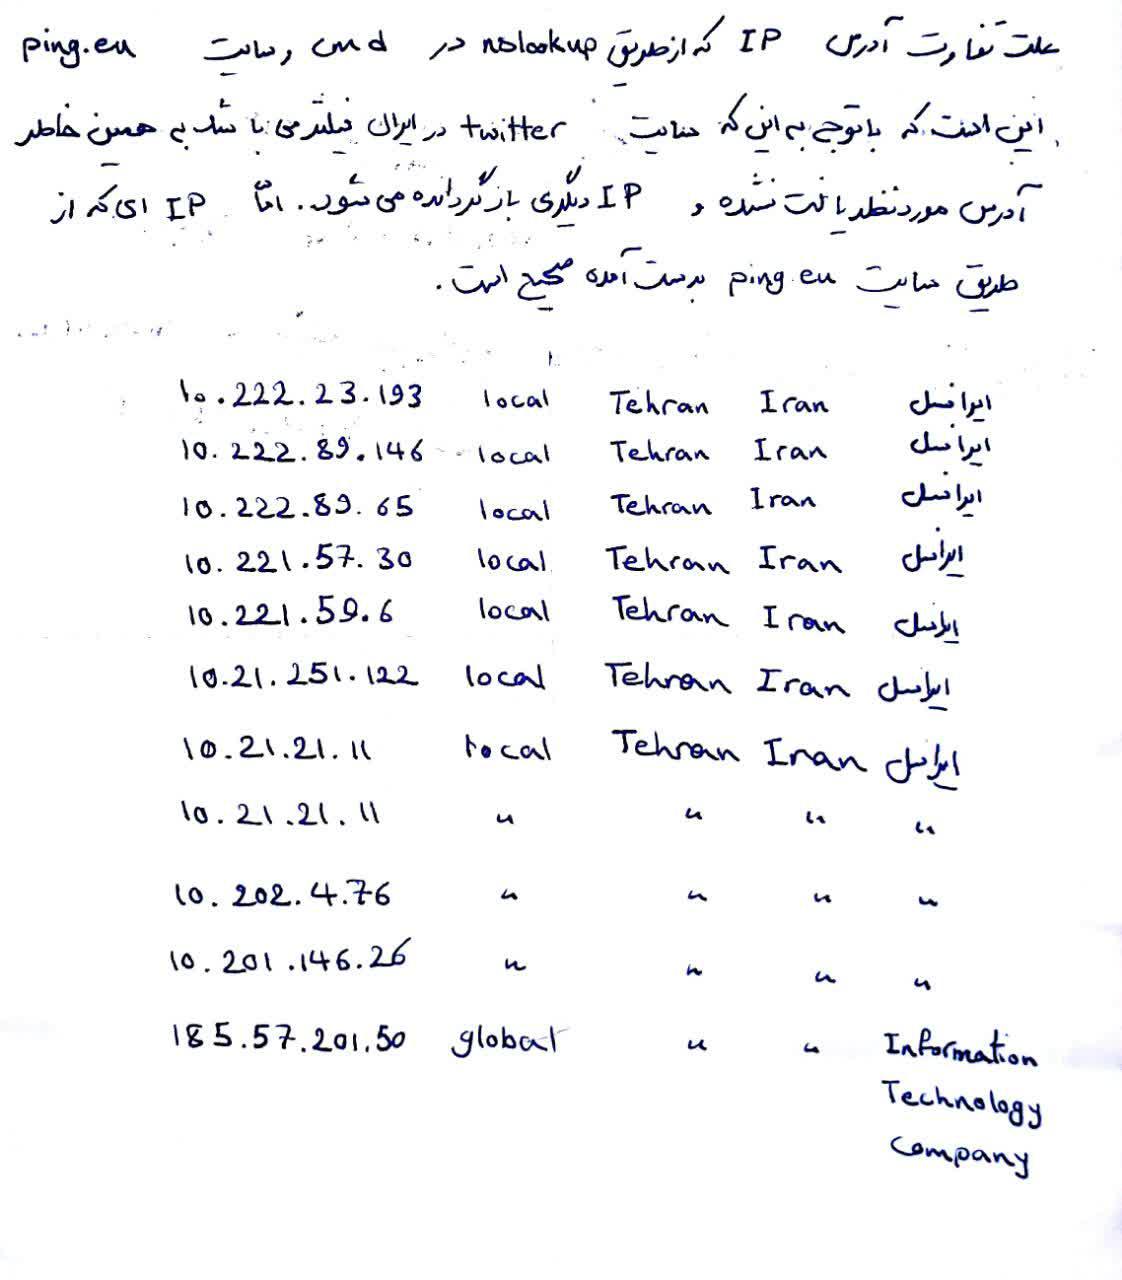 علت تفاوت آدرس IP که از طریق nslookup در cmd و سایت ping.eu
این است که با توجه به این که سایت twitter در ایران فیلتر می باشد به همین خاطر
آدرس مورد نظر یافت نشده و IP دیگری باز گردانده می شود. اما IP ای که از
طریق سایت ping.eu بدست آمده صحیح است.
10.222.23.193 local Tehran Iran ایرانسل
10.222.89.146 local Tehran Iran ایرانسل
10.222.89.65 local Tehran Iran ایرانسل
10.221.57.30 local Tehran Iran ایرانسل
10.221.59.6 local Tehran Iran ایرانسل
10.21.251.122 local Tehran Iran ایرانسل
10.21.21.11 local Tehran Iran ایرانسل
10.21.21.11 " " " "
10.202.4.76 " " " "
10.201.146.26 " " " "
185.57.201.50 global " " Information
Technology
Company